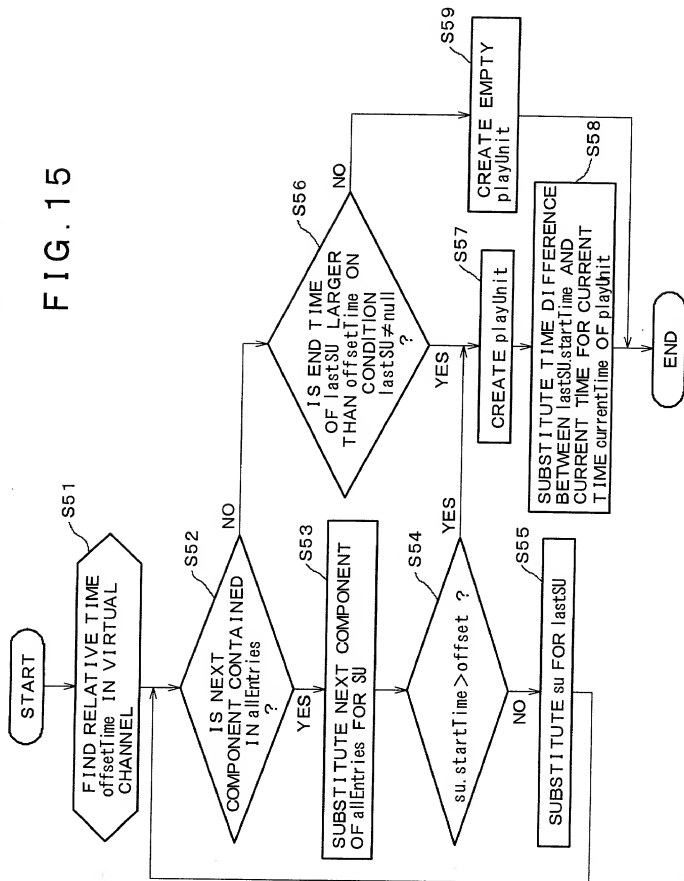 FIG.15
START
S51
FIND RELATIVE TIME
offsetTime IN VIRTUAL
CHANNEL
S52
IS NEXT
COMPONENT CONTAINED
IN allEntries
?
NO
YES
S53
SUBSTITUTE NEXT COMPONENT
OF allEntries FOR SU
S54
su.startTime>offset ?
YES
NO
S55
SUBSTITUTE su FOR lastSU
S56
IS END TIME
OF lastSU LARGER
THAN offsetTime ON
CONDITION
lastSU≠null
?
NO
YES
S57
CREATE playUnit
S58
SUBSTITUTE TIME DIFFERENCE
BETWEEN lastSU.startTime AND
CURRENT TIME FOR CURRENT
TIME currentTime OF playUnit
S59
CREATE EMPTY
playUnit
END